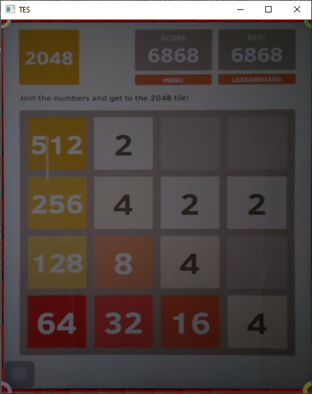 TES
2048
SCORE
6868
BEST
6868
MENU
LEADERBOARD
Join the numbers and get to the 2048 tile!
512 2
256 4 2 2
128 8 4
64 32 16 4